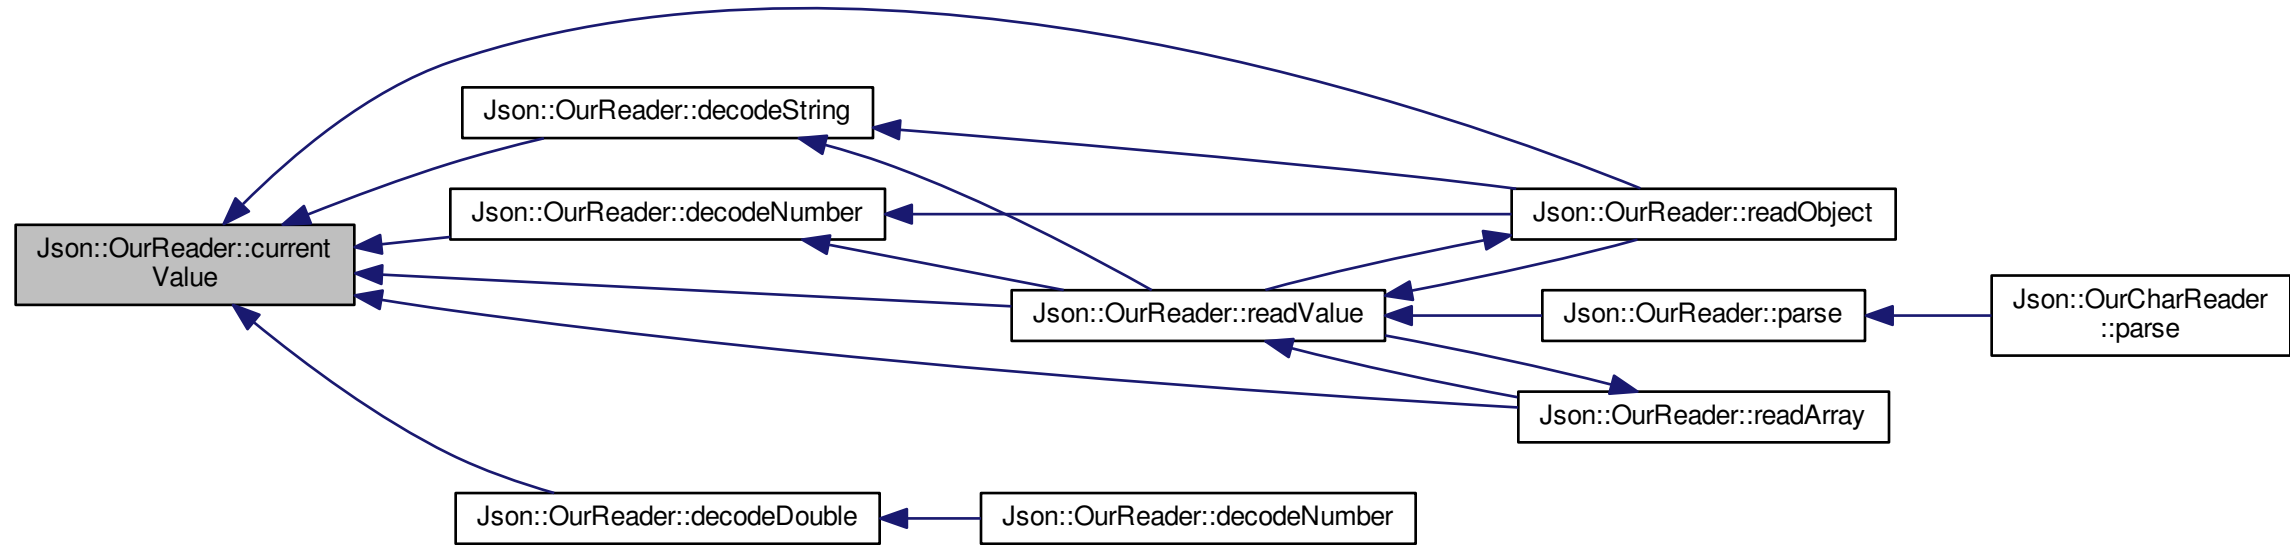 Json::OurReader::current
Value
Json::OurReader::decodeString
Json::OurReader::decodeNumber
Json::OurReader::decodeDouble
Json::OurReader::readValue
Json::OurReader::decodeNumber
Json::OurReader::readObject
Json::OurReader::parse
Json::OurReader::readArray
Json::OurCharReader
::parse